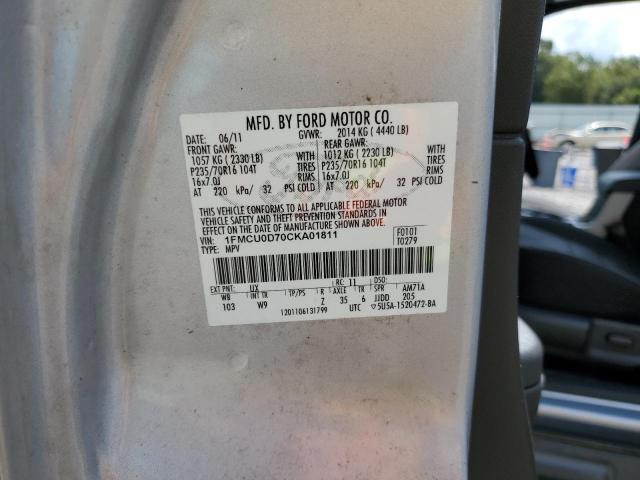 MFD. BY FORD MOTOR CO.
DATE: 06/11 GVWR: 2014 KG ( 4440 LB)
FRONT GAWR: REAR GAWR:
1057 KG ( 2330 LB) WITH 1012 KG ( 2230 LB) WITH
P235/70R16 104T TIRES P235/70R16 104T TIRES
16x7.0J RIMS 16x7.0J RIMS
AT 220 kPa/ 32 PSI COLD AT 220 kPa/ 32 PSI COLD
THIS VEHICLE CONFORMS TO ALL APPLICABLE FEDERAL MOTOR
VEHICLE SAFETY AND THEFT PREVENTION STANDARDS IN
EFFECT ON THE DATE OF MANUFACTURE SHOWN ABOVE.
VIN: 1FMCU0D70CKA01811 F0101
TYPE: MPV T0279
EXT PNT: UX RC: 11 DSO:
WB INT TR TP/PS R AXLE TR SPR AM71A
103 W9 Z 35 6 JJDD 205
1201106131799 UTC 5U5A-1520472-BA